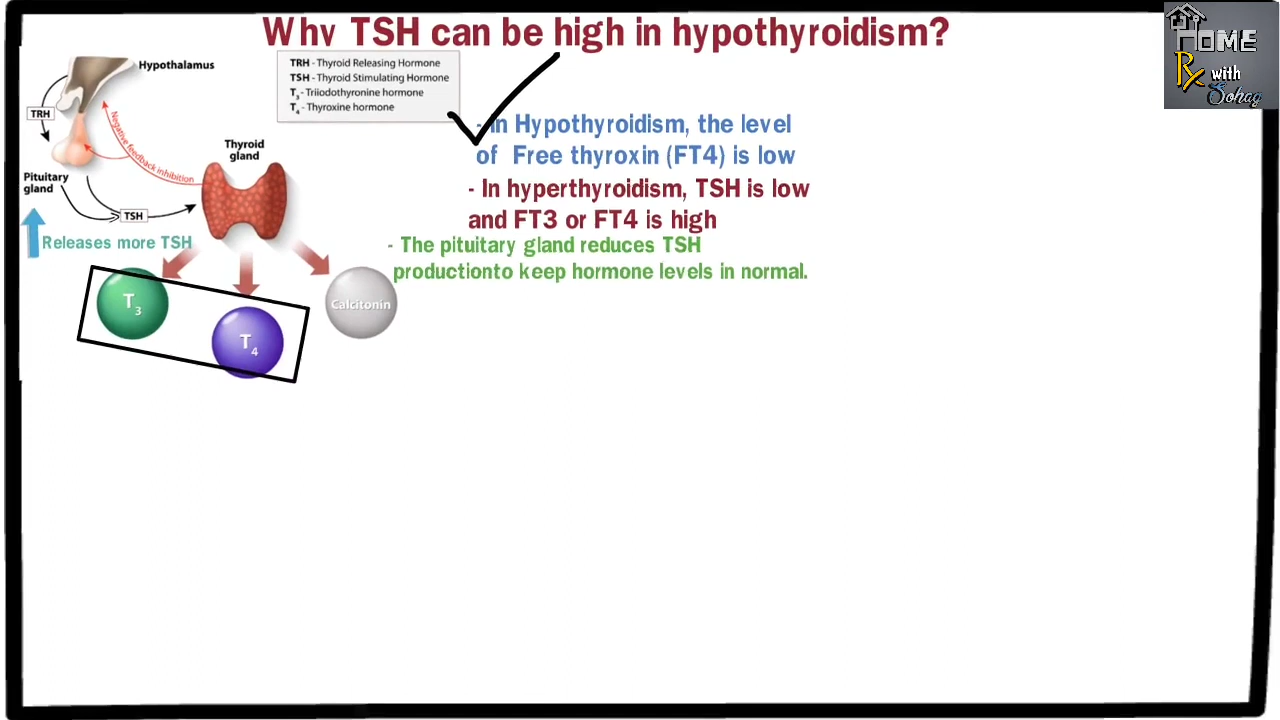 Why TSH can be high in hypothyroidism?
HOME
Rx with
Sohag
Hypothalamus
TRH - Thyroid Releasing Hormone
TSH - Thyroid Stimulating Hormone
T3 - Triiodothyronine hormone
T4 - Thyroxine hormone
TRH
Negative feedback inhibition
Thyroid
gland
Pituitary
gland
TSH
Releases more TSH
- In Hypothyroidism, the level
of Free thyroxin (FT4) is low
- In hyperthyroidism, TSH is low
and FT3 or FT4 is high
- The pituitary gland reduces TSH
productionto keep hormone levels in normal.
T3
T4
Calcitonin